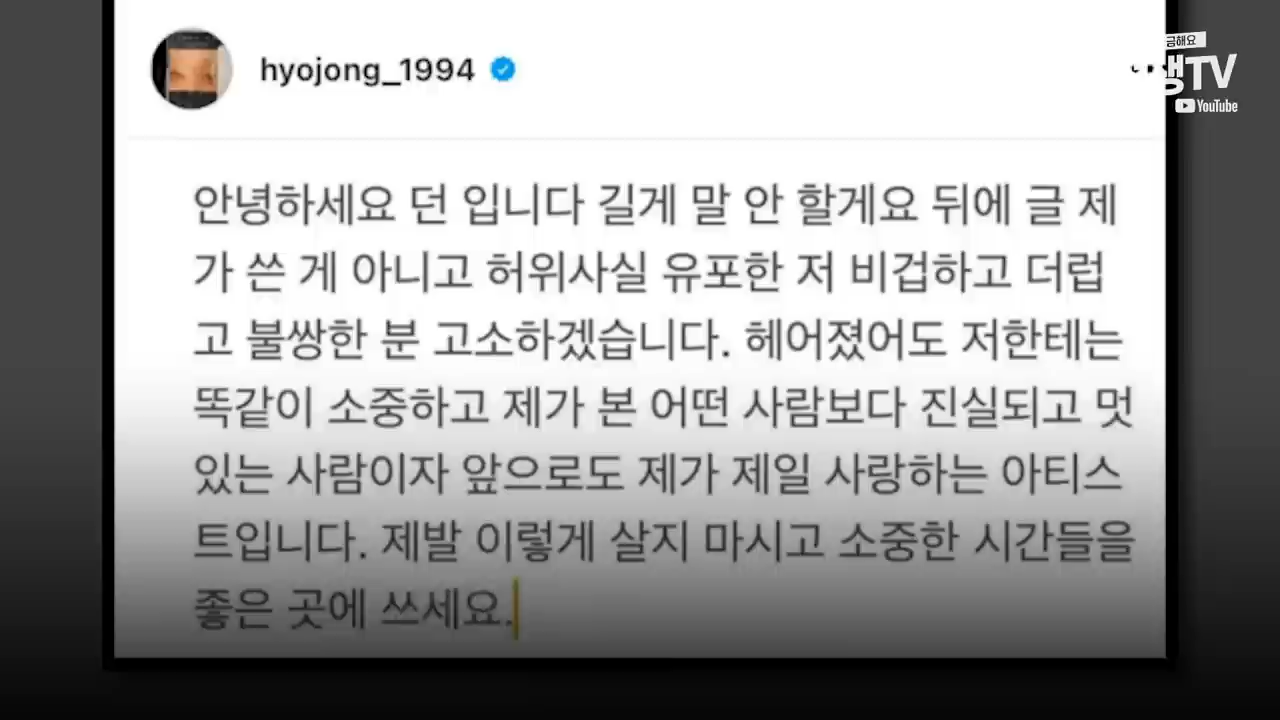 hyojong_1994
금해요
TV
YouTube
안녕하세요 던 입니다 길게 말 안 할게요 뒤에 글 제
가 쓴 게 아니고 허위사실 유포한 저 비겁하고 더럽
고 불쌍한 분 고소하겠습니다. 헤어졌어도 저한테는
똑같이 소중하고 제가 본 어떤 사람보다 진실되고 멋
있는 사람이자 앞으로도 제가 제일 사랑하는 아티스
트입니다. 제발 이렇게 살지 마시고 소중한 시간들을
좋은 곳에 쓰세요.